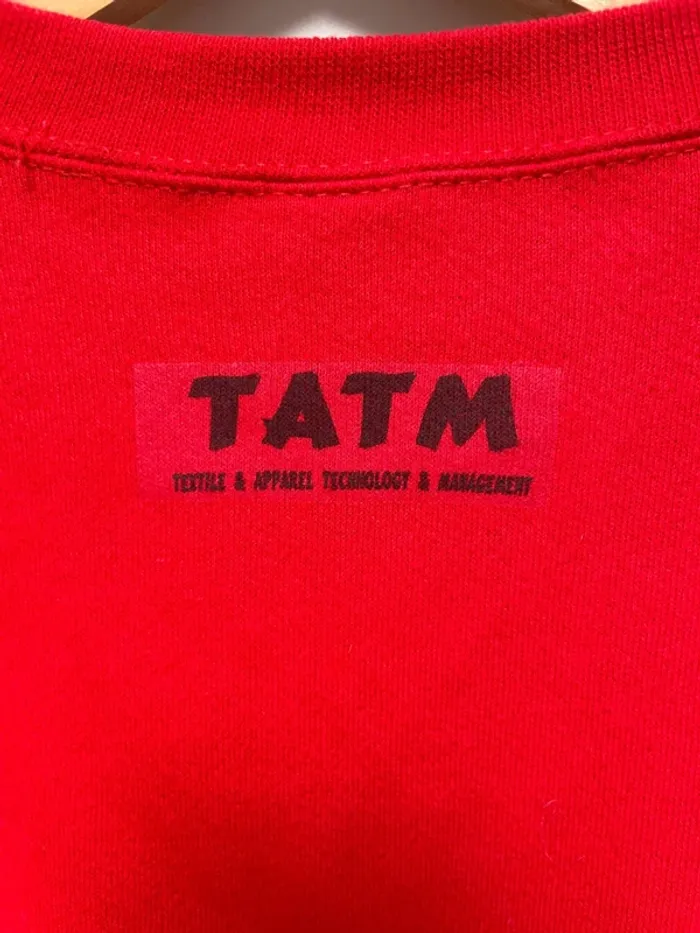 TATM
TEXTILE & APPAREL TECHNOLOGY & MANAGEMENT